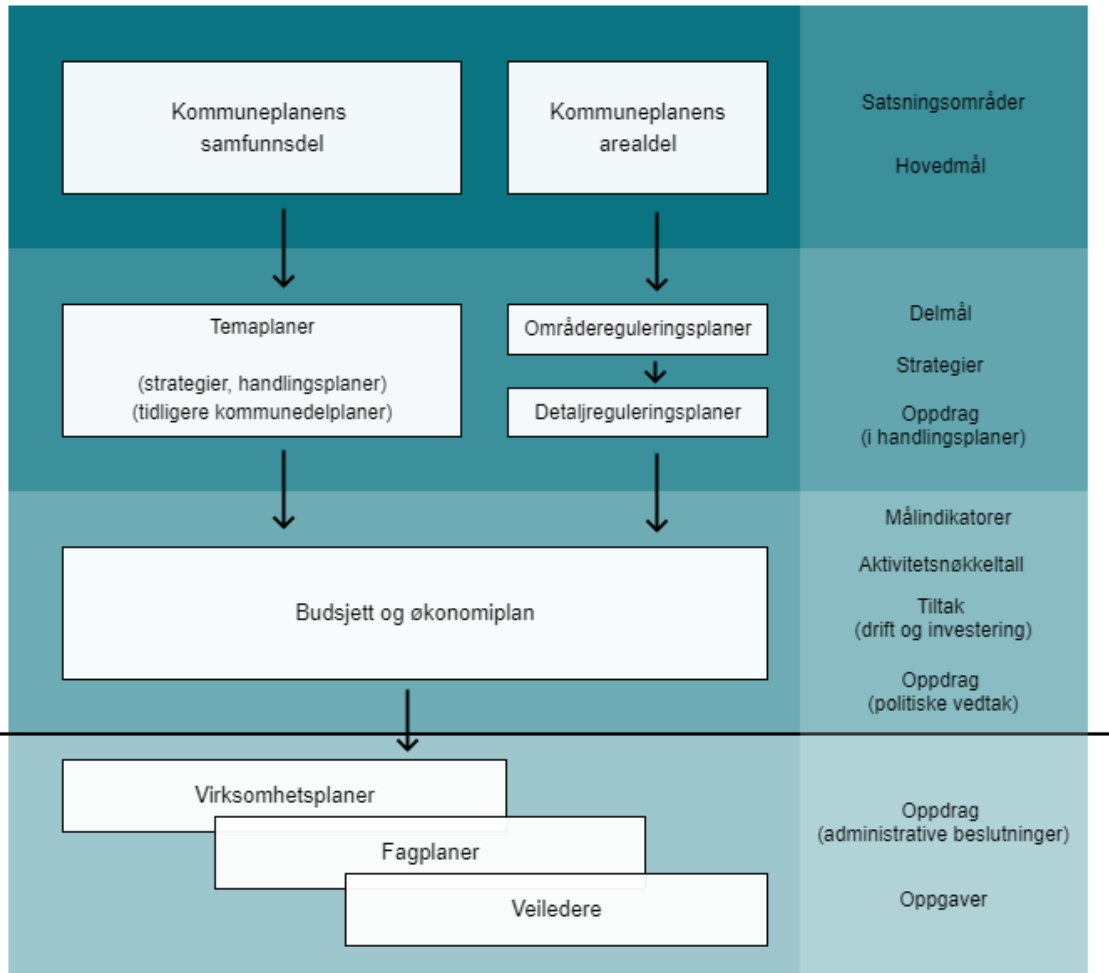 Kommuneplanens
samfunnsdel
Kommuneplanens
arealdel
Satsningsområder
Hovedmål
Temaplaner
(strategier, handlingsplaner)
(tidligere kommunedelplaner)
Områdereguleringsplaner
Detaljreguleringsplaner
Delmål
Strategier
Oppdrag
(i handlingsplaner)
Budsjett og økonomiplan
Målindikatorer
Aktivitetsnøkkeltall
Tiltak
(drift og investering)
Oppdrag
(politiske vedtak)
Virksomhetsplaner
Fagplaner
Veiledere
Oppdrag
(administrative beslutninger)
Oppgaver